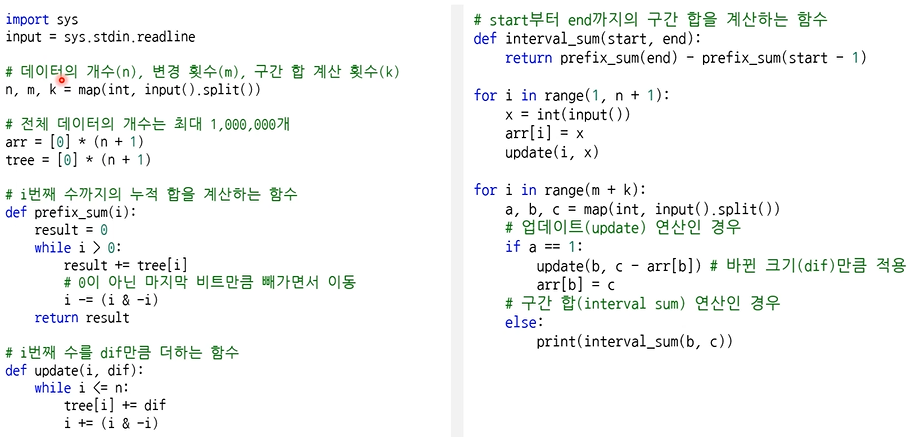 import sys
input = sys.stdin.readline

# 데이터의 개수(n), 변경 횟수(m), 구간 합 계산 횟수(k)
n, m, k = map(int, input().split())

# 전체 데이터의 개수는 최대 1,000,000개
arr = [0] * (n + 1)
tree = [0] * (n + 1)

# i번째 수까지의 누적 합을 계산하는 함수
def prefix_sum(i):
    result = 0
    while i > 0:
        result += tree[i]
        # 0이 아닌 마지막 비트만큼 빼가면서 이동
        i -= (i & -i)
    return result

# i번째 수를 dif만큼 더하는 함수
def update(i, dif):
    while i <= n:
        tree[i] += dif
        i += (i & -i)

# start부터 end까지의 구간 합을 계산하는 함수
def interval_sum(start, end):
    return prefix_sum(end) - prefix_sum(start - 1)

for i in range(1, n + 1):
    x = int(input())
    arr[i] = x
    update(i, x)

for i in range(m + k):
    a, b, c = map(int, input().split())
    # 업데이트(update) 연산인 경우
    if a == 1:
        update(b, c - arr[b]) # 바뀐 크기(dif)만큼 적용
        arr[b] = c
    # 구간 합(interval sum) 연산인 경우
    else:
        print(interval_sum(b, c))